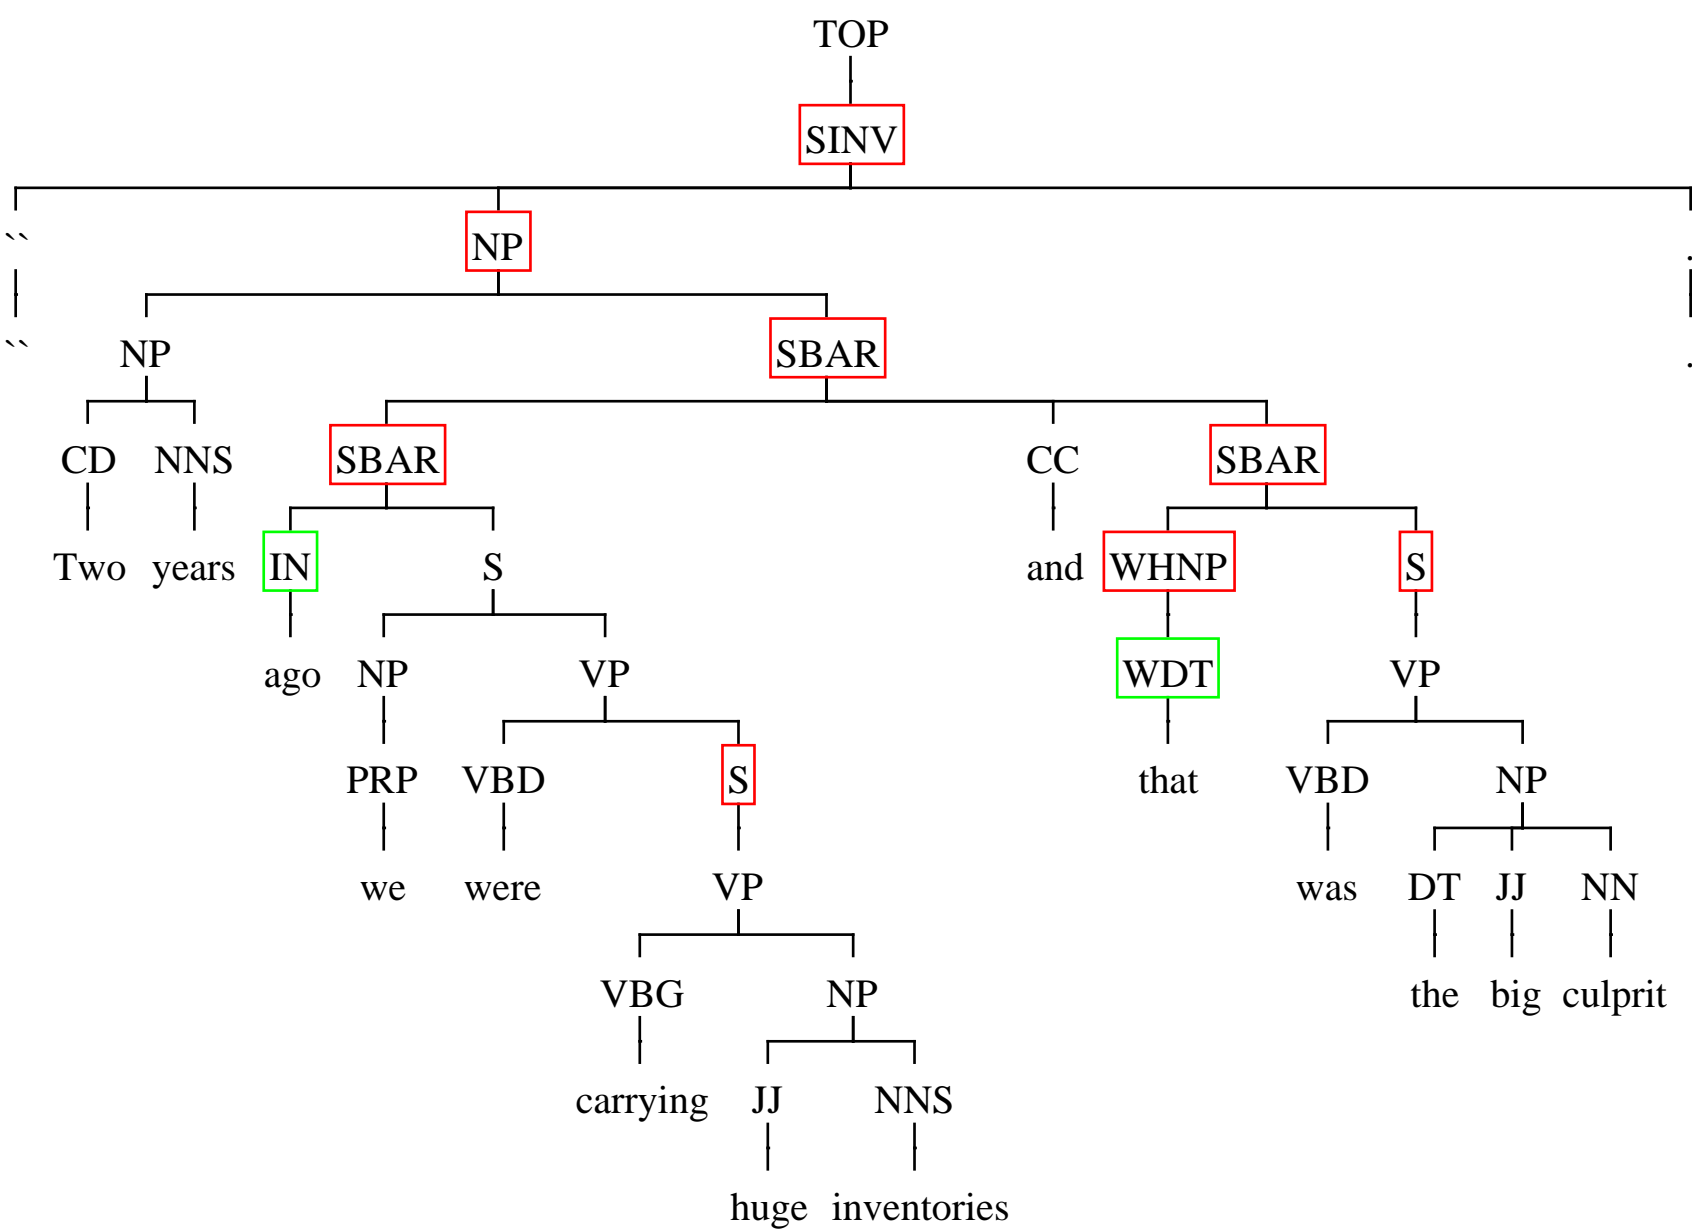 TOP
SINV
`` NP .
`` NP SBAR .
CD NNS SBAR CC SBAR
Two years IN S and WHNP S
ago NP VP WDT VP
PRP VBD S that VBD NP
we were VP was DT JJ NN
VBG NP the big culprit
carrying JJ NNS
huge inventories